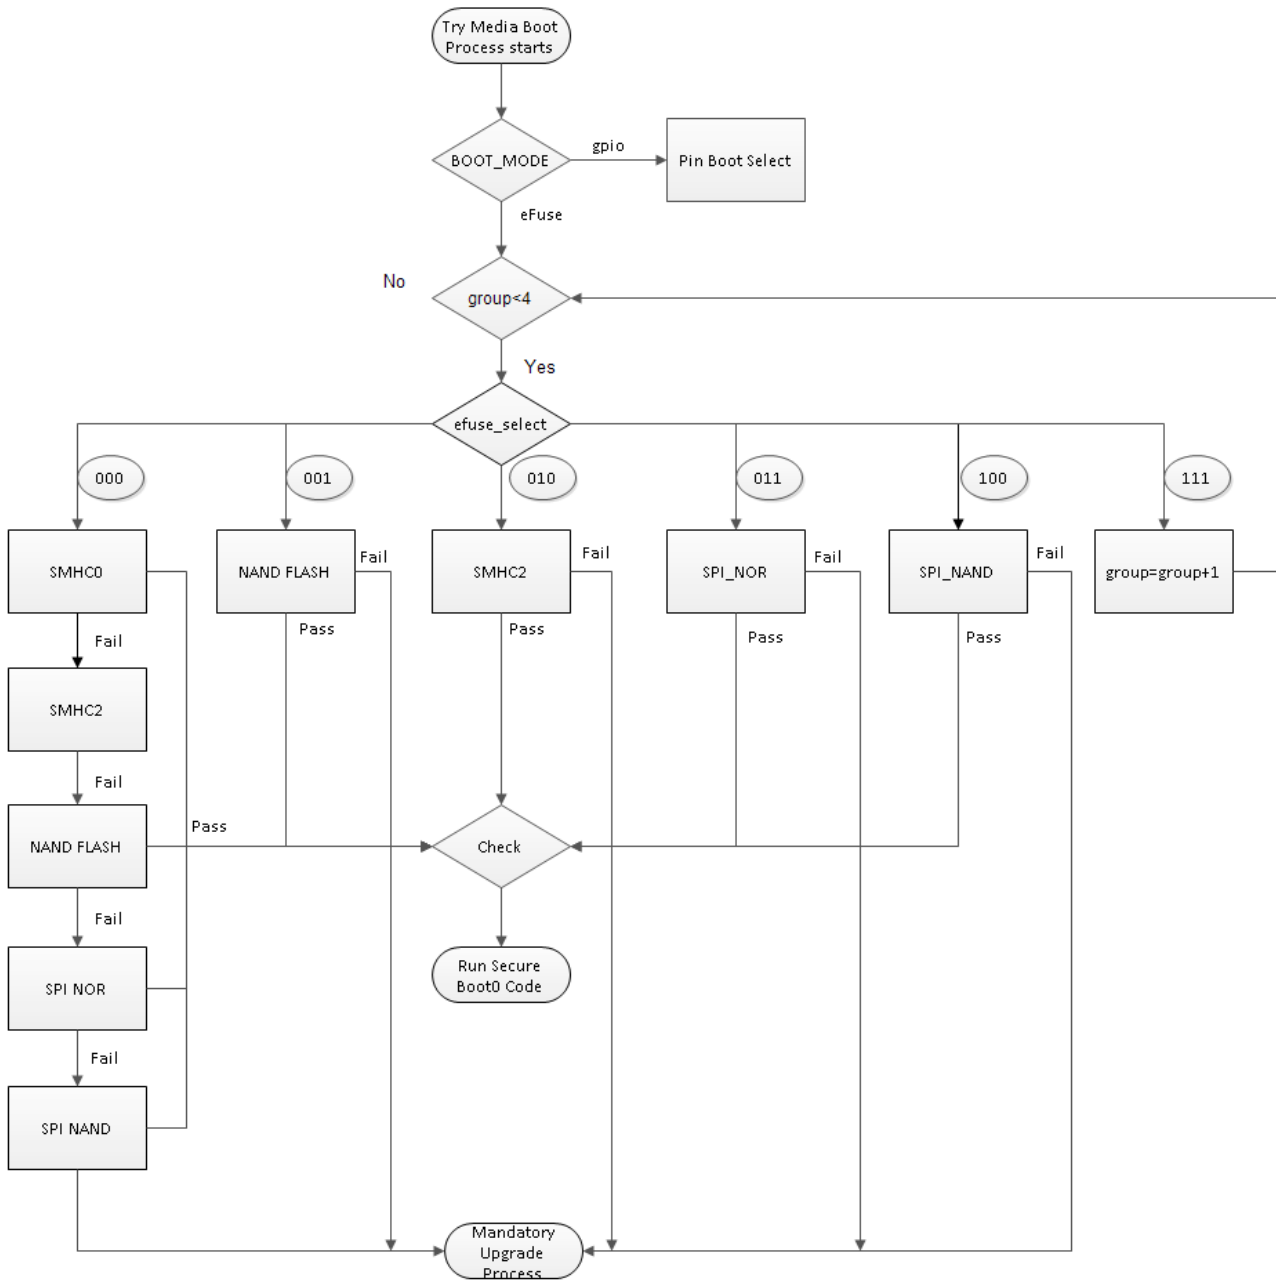 Try Media Boot
Process starts
BOOT_MODE
gpio
Pin Boot Select
eFuse
No
group<4
Yes
efuse_select
000
001
010
011
100
111
SMHC0
NAND FLASH
Fail
SMHC2
Fail
SPI_NOR
Fail
SPI_NAND
Fail
group=group+1
Fail
Pass
Pass
Pass
Pass
SMHC2
Fail
NAND FLASH
Pass
Check
Fail
SPI NOR
Run Secure
Boot0 Code
Fail
SPI NAND
Mandatory
Upgrade
Process